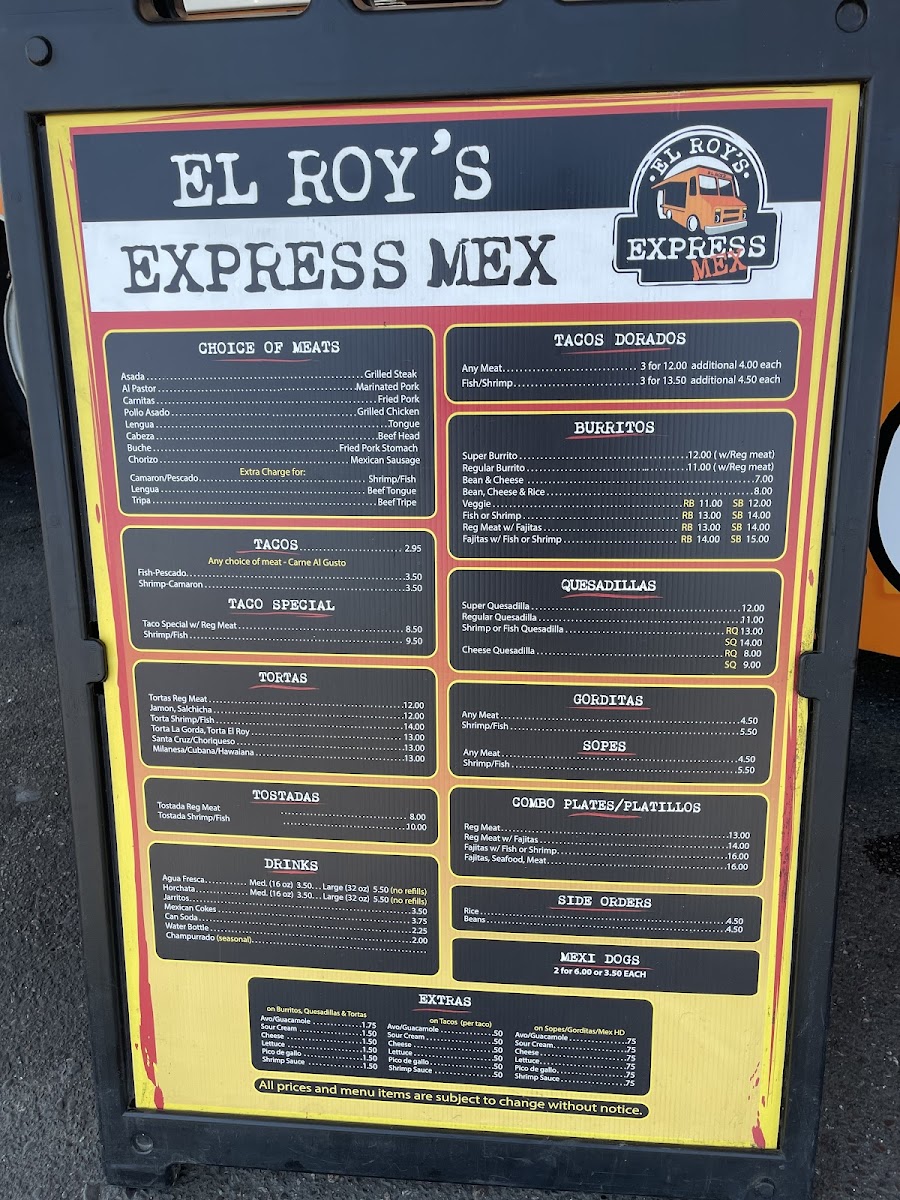 EL ROY'S
EXPRESS MEX
EL ROY'S
EXPRESS
MEX
CHOICE OF MEATS
Asada Grilled Steak
Al Pastor Marinated Pork
Carnitas Fried Pork
Pollo Asado Grilled Chicken
Lengua Tongue
Cabeza Beef Head
Buche Fried Pork Stomach
Chorizo Mexican Sausage
Extra Charge for:
Camaron/Pescado Shrimp/Fish
Lengua Beef Tongue
Tripa Beef Tripe
TACOS 2.95
Any choice of meat - Carne Al Gusto
Fish-Pescado 3.50
Shrimp-Camaron 3.50
TACO SPECIAL
Taco Special w/ Reg Meat 8.50
Shrimp/Fish 9.50
TORTAS
Tortas Reg Meat 12.00
Jamon, Salchicha 12.00
Torta Shrimp/Fish 14.00
Torta La Gorda, Torta El Roy 13.00
Santa Cruz/Choriqueso 13.00
Milanesa/Cubana/Hawaiana 13.00
TOSTADAS
Tostada Reg Meat 8.00
Tostada Shrimp/Fish 10.00
DRINKS
Agua Fresca Med. (16 oz) 3.50 Large (32 oz) 5.50 (no refills)
Horchata Med. (16 oz) 3.50 Large (32 oz) 5.50 (no refills)
Jarritos 3.50
Mexican Cokes 3.75
Can Soda 2.25
Water Bottle 2.00
Champurrado (seasonal)
TACOS DORADOS
Any Meat 3 for 12.00 additional 4.00 each
Fish/Shrimp 3 for 13.50 additional 4.50 each
BURRITOS
Super Burrito 12.00 ( w/Reg meat)
Regular Burrito 11.00 ( w/Reg meat)
Bean & Cheese 7.00
Bean, Cheese & Rice 8.00
Veggie RB 11.00 SB 12.00
Fish or Shrimp RB 13.00 SB 14.00
Reg Meat w/ Fajitas RB 13.00 SB 14.00
Fajitas w/ Fish or Shrimp RB 14.00 SB 15.00
QUESADILLAS
Super Quesadilla 12.00
Regular Quesadilla 11.00
Shrimp or Fish Quesadilla RQ 13.00
SQ 14.00
Cheese Quesadilla RQ 8.00
SQ 9.00
GORDITAS
Any Meat 4.50
Shrimp/Fish 5.50
SOPES
Any Meat 4.50
Shrimp/Fish 5.50
COMBO PLATES/PLATILLOS
Reg Meat 13.00
Reg Meat w/ Fajitas 14.00
Fajitas w/ Fish or Shrimp 16.00
Fajitas, Seafood, Meat 16.00
SIDE ORDERS
Rice 4.50
Beans 4.50
MEXI DOGS
2 for 6.00 or 3.50 EACH
EXTRAS
on Burritos, Quesadillas & Tortas
Avo/Guacamole 1.75
Sour Cream 1.50
Cheese 1.50
Lettuce 1.50
Pico de gallo 1.50
Shrimp Sauce 1.50
on Tacos (per taco)
Avo/Guacamole .50
Sour Cream .50
Cheese .50
Lettuce .50
Pico de gallo .50
Shrimp Sauce .50
on Sopes/Gorditas/Mex HD
Avo/Guacamole .75
Sour Cream .75
Cheese .75
Lettuce .75
Pico de gallo .75
Shrimp Sauce .75
All prices and menu items are subject to change without notice.